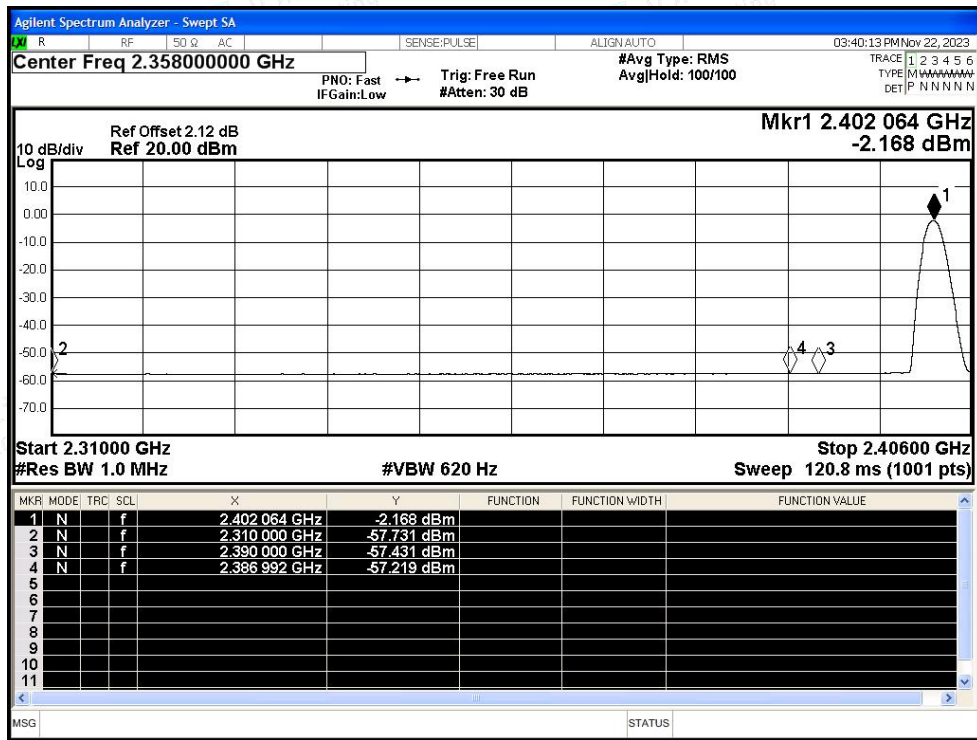 Agilent Spectrum Analyzer - Swept SA
LXI R RF 50 Ω AC SENSE:PULSE ALIGN AUTO 03:40:13 PM Nov 22, 2023
Center Freq 2.358000000 GHz #Avg Type: RMS TRACE 1 2 3 4 5 6
PNO: Fast Trig: Free Run Avg|Hold: 100/100 TYPE M WWWWW
IFGain:Low #Atten: 30 dB DET P N N N N N
Mkr1 2.402 064 GHz
Ref Offset 2.12 dB
10 dB/div Ref 20.00 dBm -2.168 dBm
Log
10.0
1
0.00
-10.0
-20.0
-30.0
-40.0
-50.0 2 4 3
-60.0
-70.0
Start 2.31000 GHz Stop 2.40600 GHz
#Res BW 1.0 MHz #VBW 620 Hz Sweep 120.8 ms (1001 pts)
MKR MODE TRC SCL X Y FUNCTION FUNCTION WIDTH FUNCTION VALUE
1 N f 2.402 064 GHz -2.168 dBm
2 N f 2.310 000 GHz -57.731 dBm
3 N f 2.390 000 GHz -57.431 dBm
4 N f 2.386 992 GHz -57.219 dBm
5
6
7
8
9
10
11
MSG STATUS